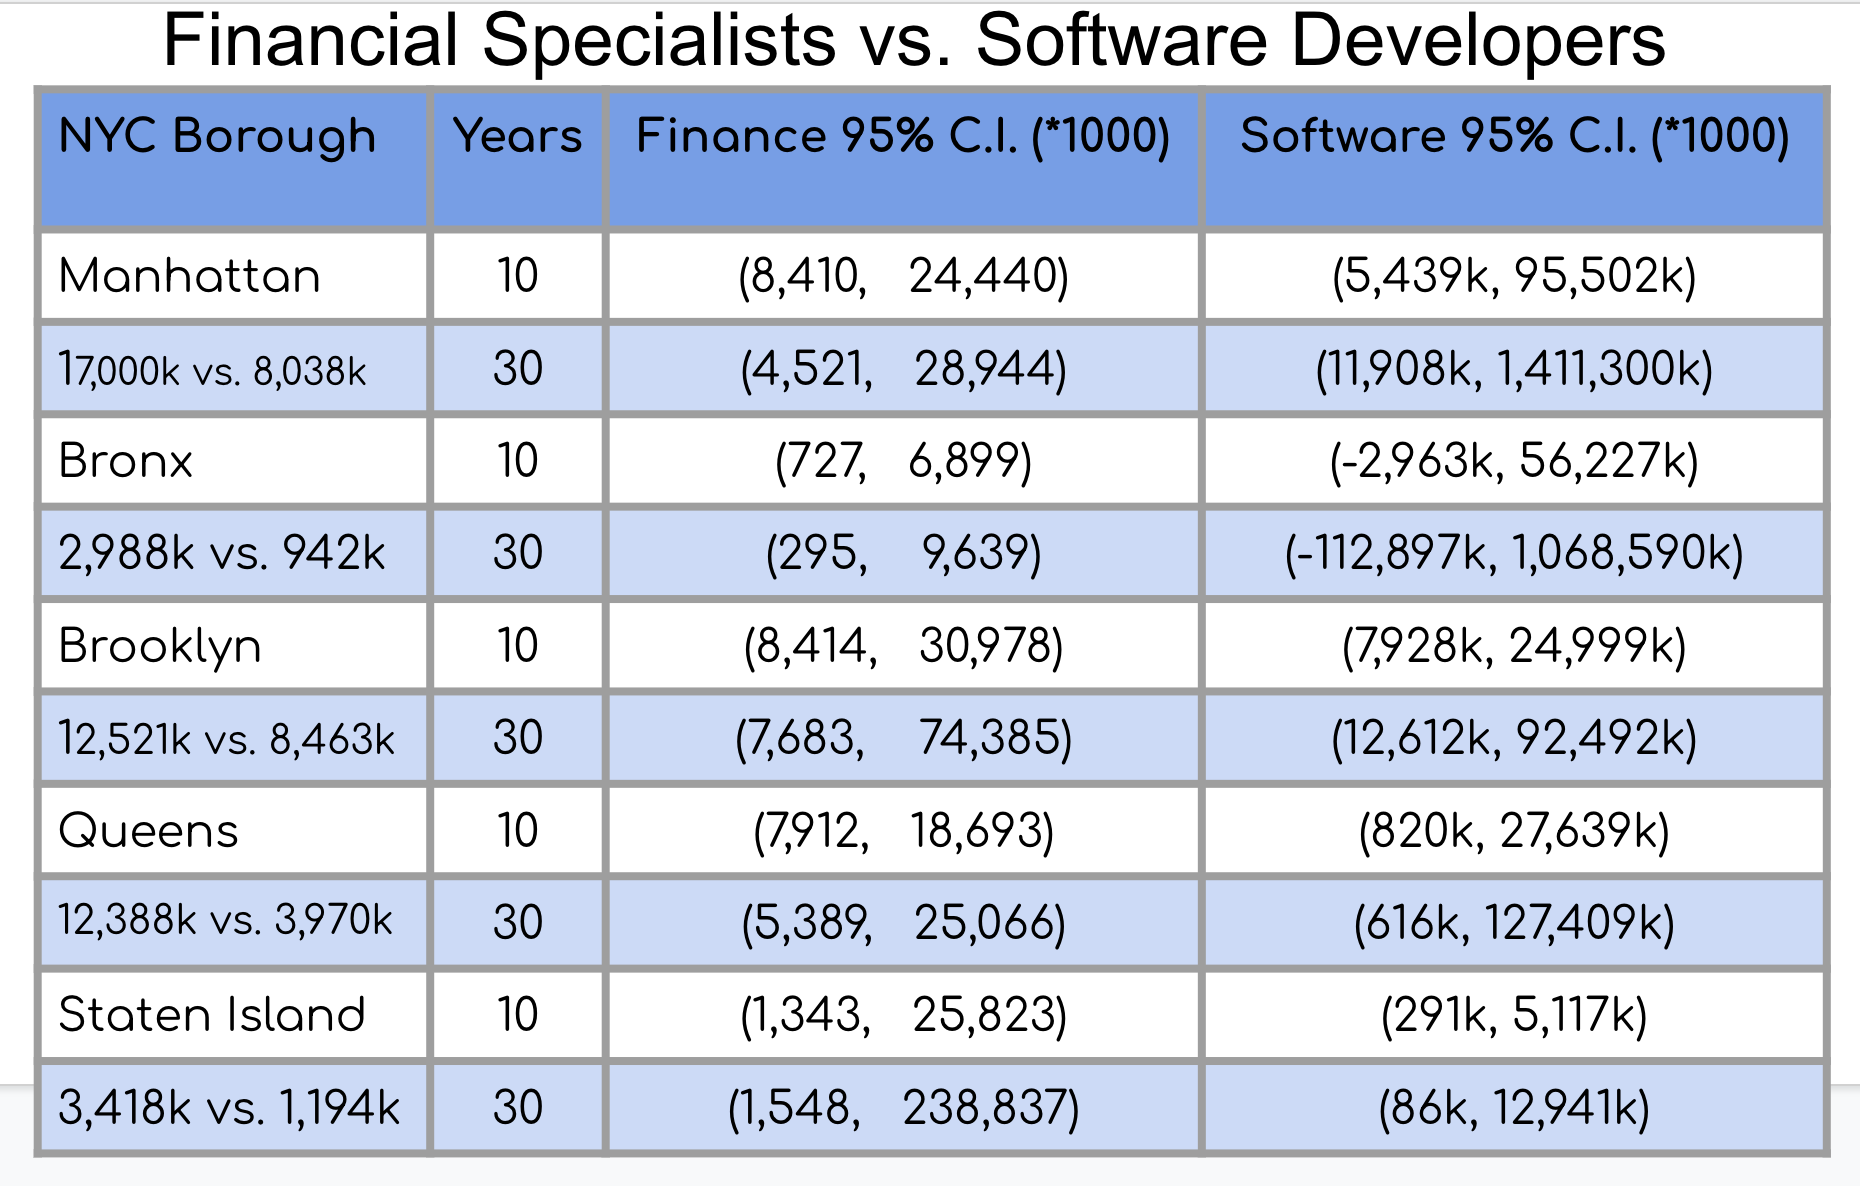 Financial Specialists vs. Software Developers
NYC Borough Years Finance 95% C.I. (*1000) Software 95% C.I. (*1000)
Manhattan 10 (8,410, 24,440) (5,439k, 95,502k)
17,000k vs. 8,038k 30 (4,521, 28,944) (11,908k, 1,411,300k)
Bronx 10 (727, 6,899) (-2,963k, 56,227k)
2,988k vs. 942k 30 (295, 9,639) (-112,897k, 1,068,590k)
Brooklyn 10 (8,414, 30,978) (7,928k, 24,999k)
12,521k vs. 8,463k 30 (7,683, 74,385) (12,612k, 92,492k)
Queens 10 (7,912, 18,693) (820k, 27,639k)
12,388k vs. 3,970k 30 (5,389, 25,066) (616k, 127,409k)
Staten Island 10 (1,343, 25,823) (291k, 5,117k)
3,418k vs. 1,194k 30 (1,548, 238,837) (86k, 12,941k)